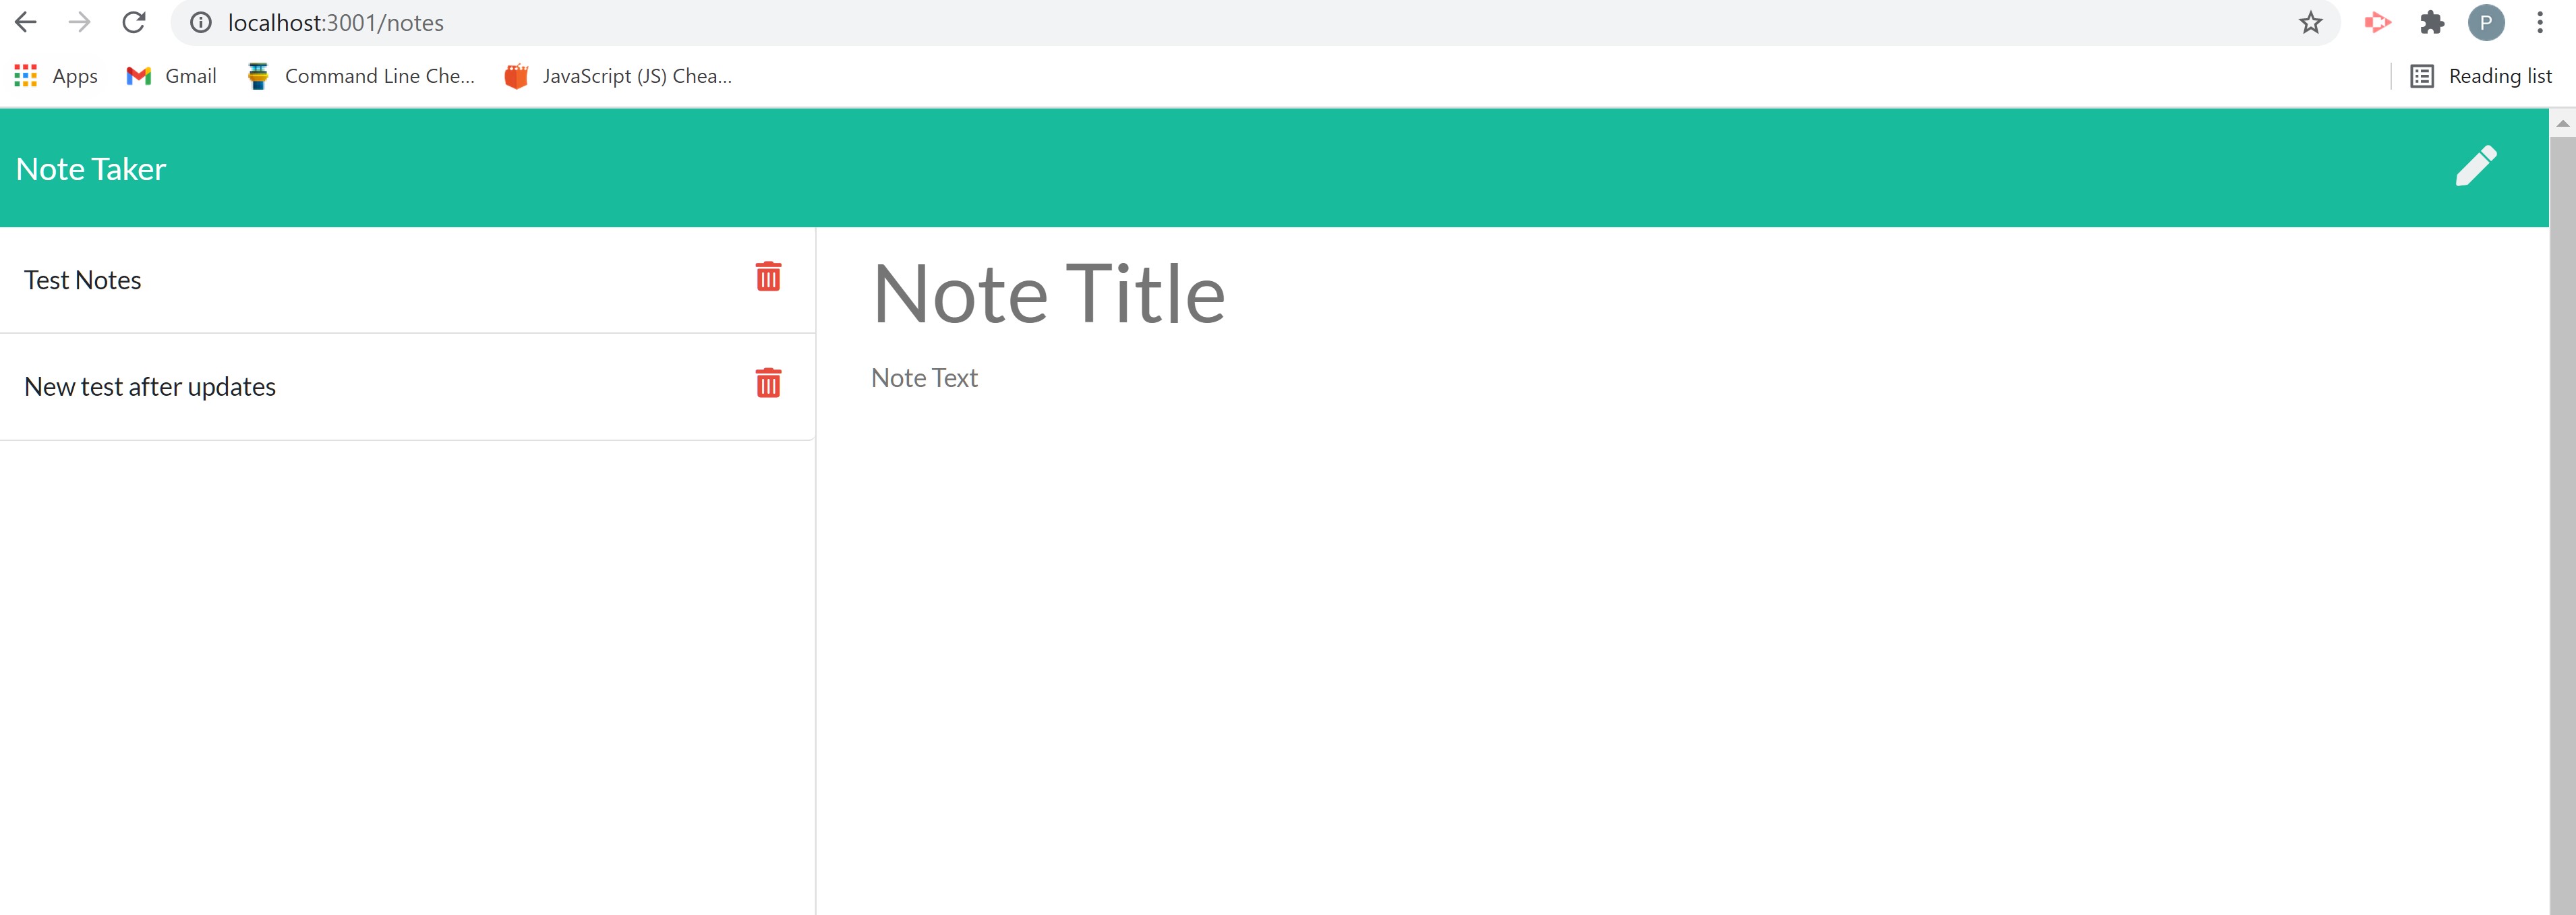 localhost:3001/notes
Apps Gmail Command Line Che... JavaScript (JS) Chea... Reading list
P
Note Taker
Test Notes
New test after updates
Note Title
Note Text